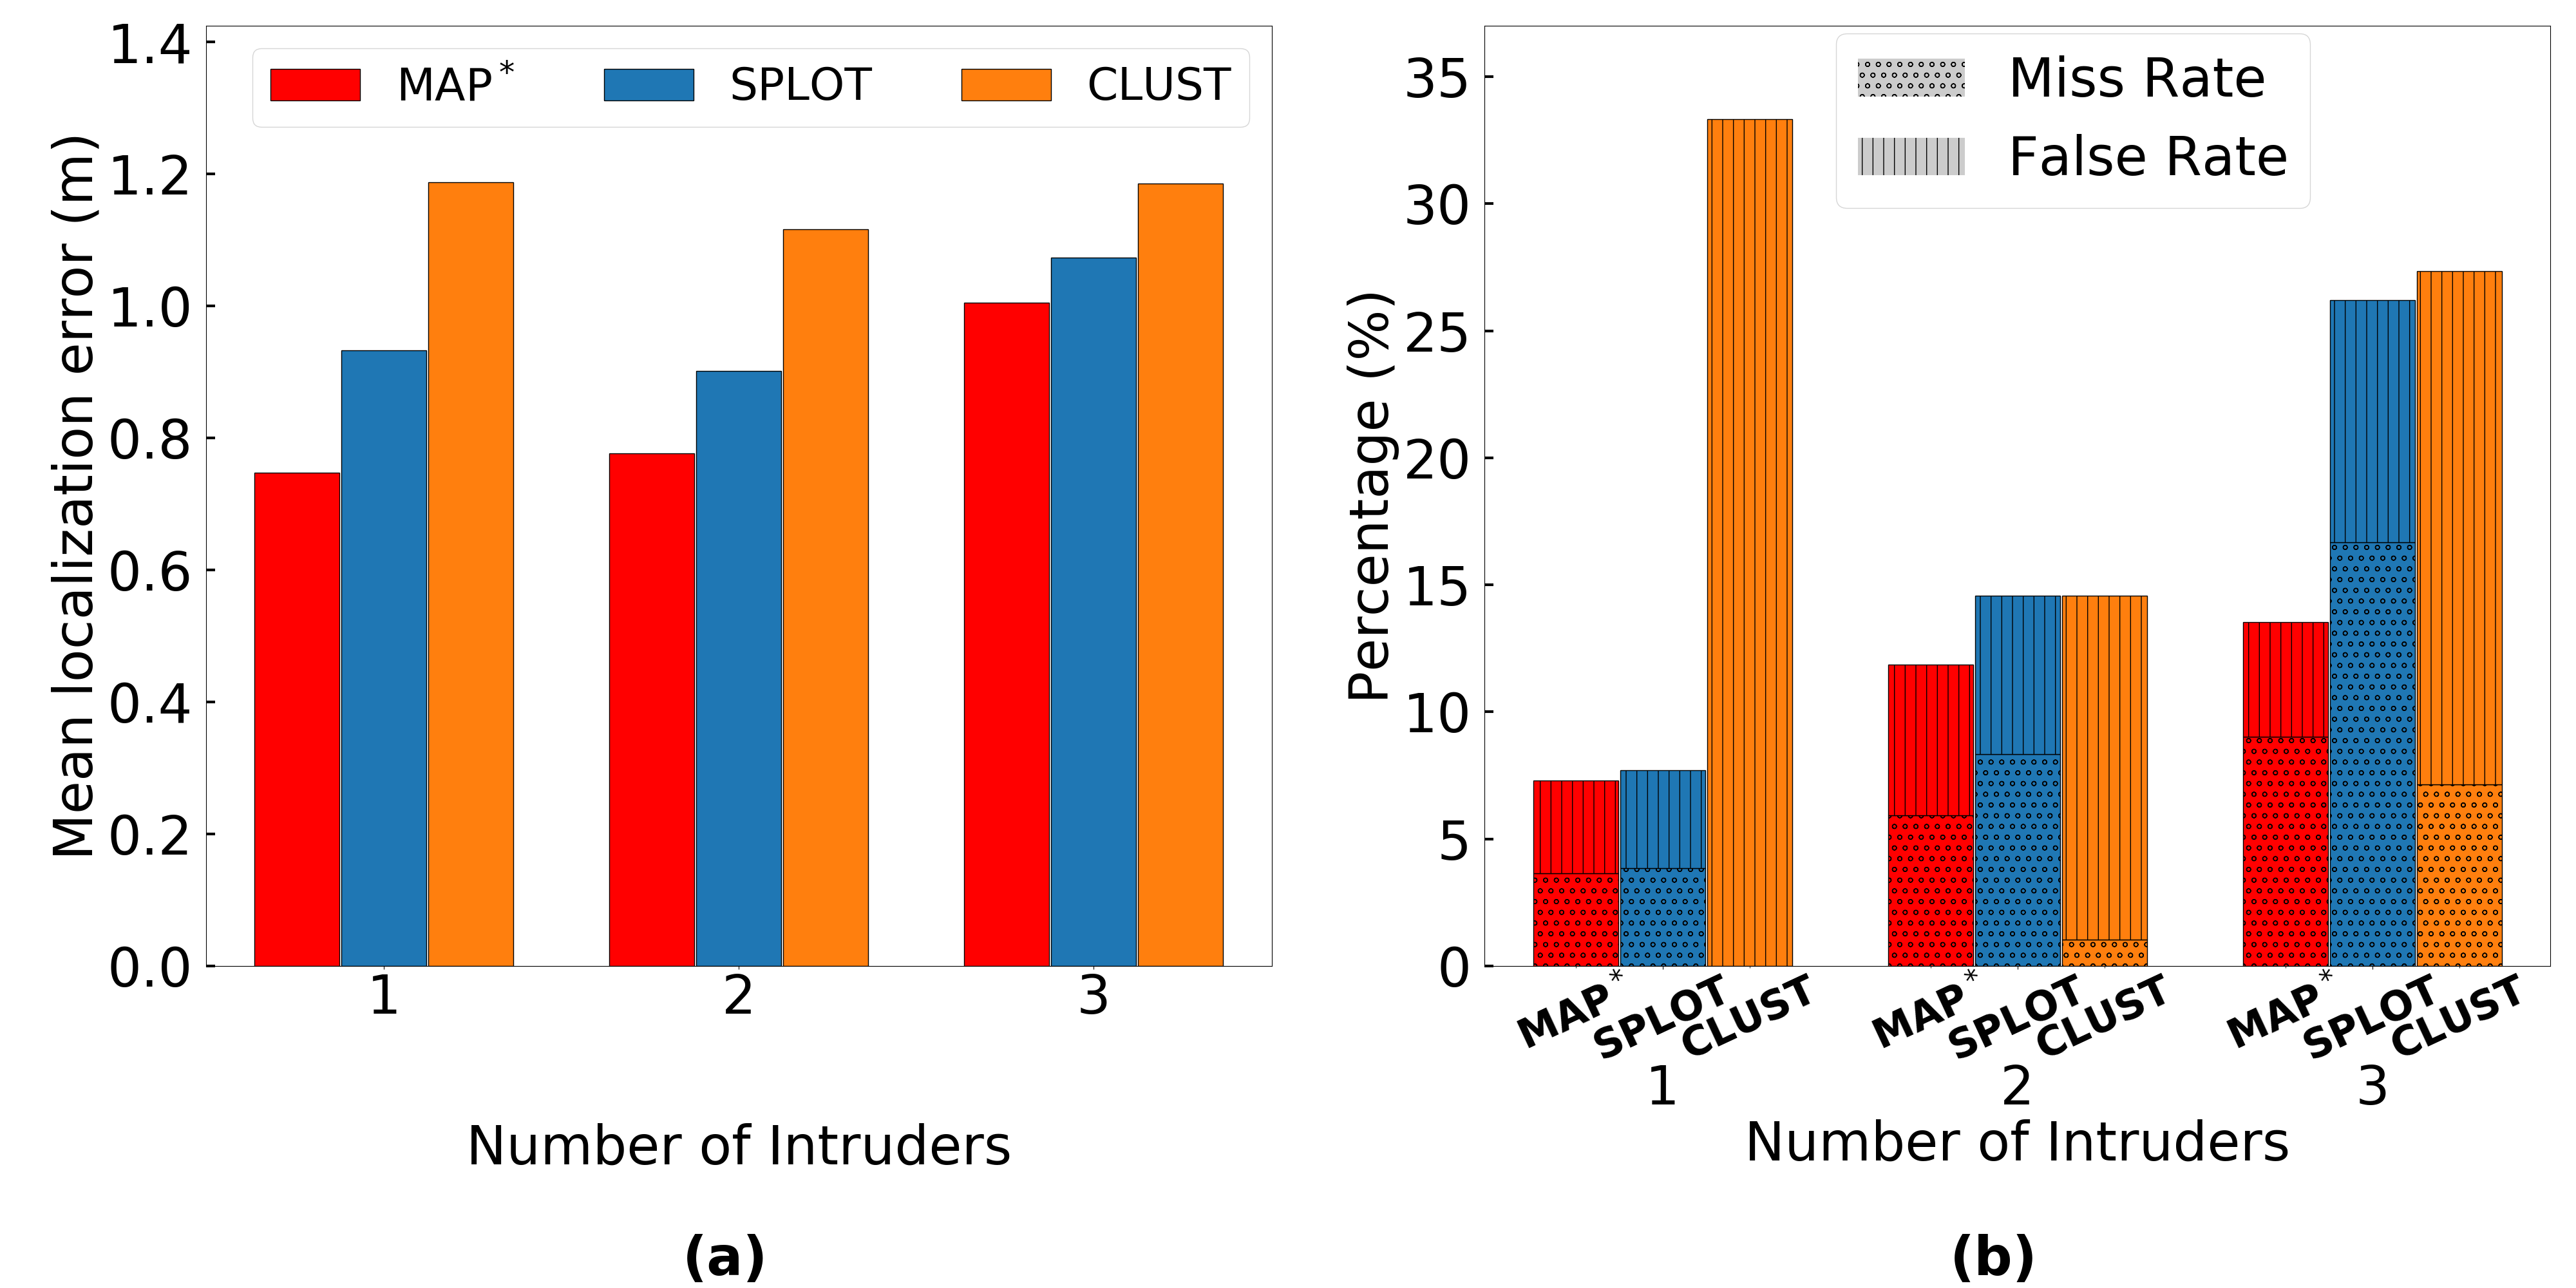 Mean localization error (m)
1.4
1.2
1.0
0.8
0.6
0.4
0.2
0.0
MAP* SPLOT CLUST
1 2 3
Number of Intruders
(a)
Percentage (%)
35
30
25
20
15
10
5
0
Miss Rate
False Rate
MAP* SPLOT CLUST MAP* SPLOT CLUST MAP* SPLOT CLUST
1 2 3
Number of Intruders
(b)